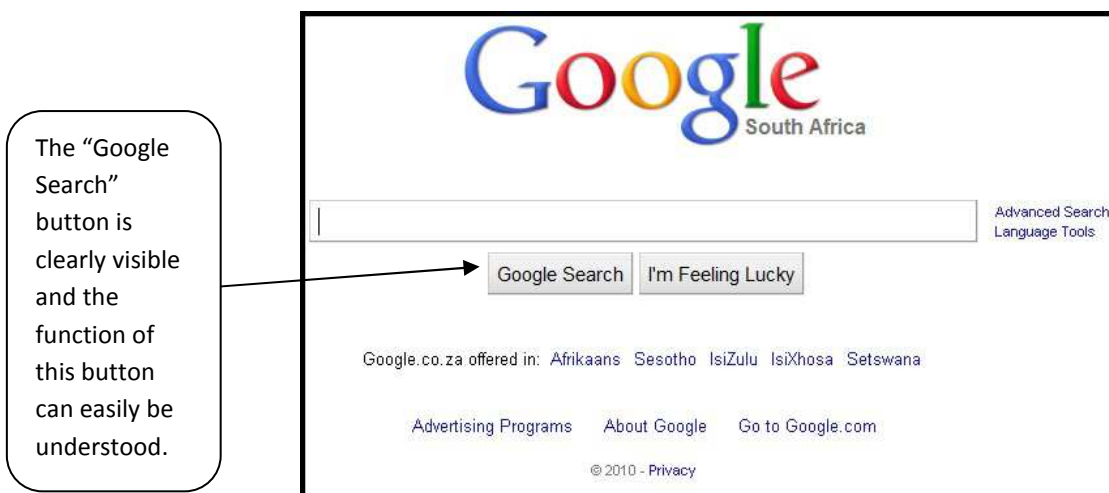 The “Google
Search”
button is
clearly visible
and the
function of
this button
can easily be
understood.
Google
South Africa
Advanced Search
Language Tools
Google Search I'm Feeling Lucky
Google.co.za offered in: Afrikaans Sesotho IsiZulu IsiXhosa Setswana
Advertising Programs About Google Go to Google.com
© 2010 - Privacy